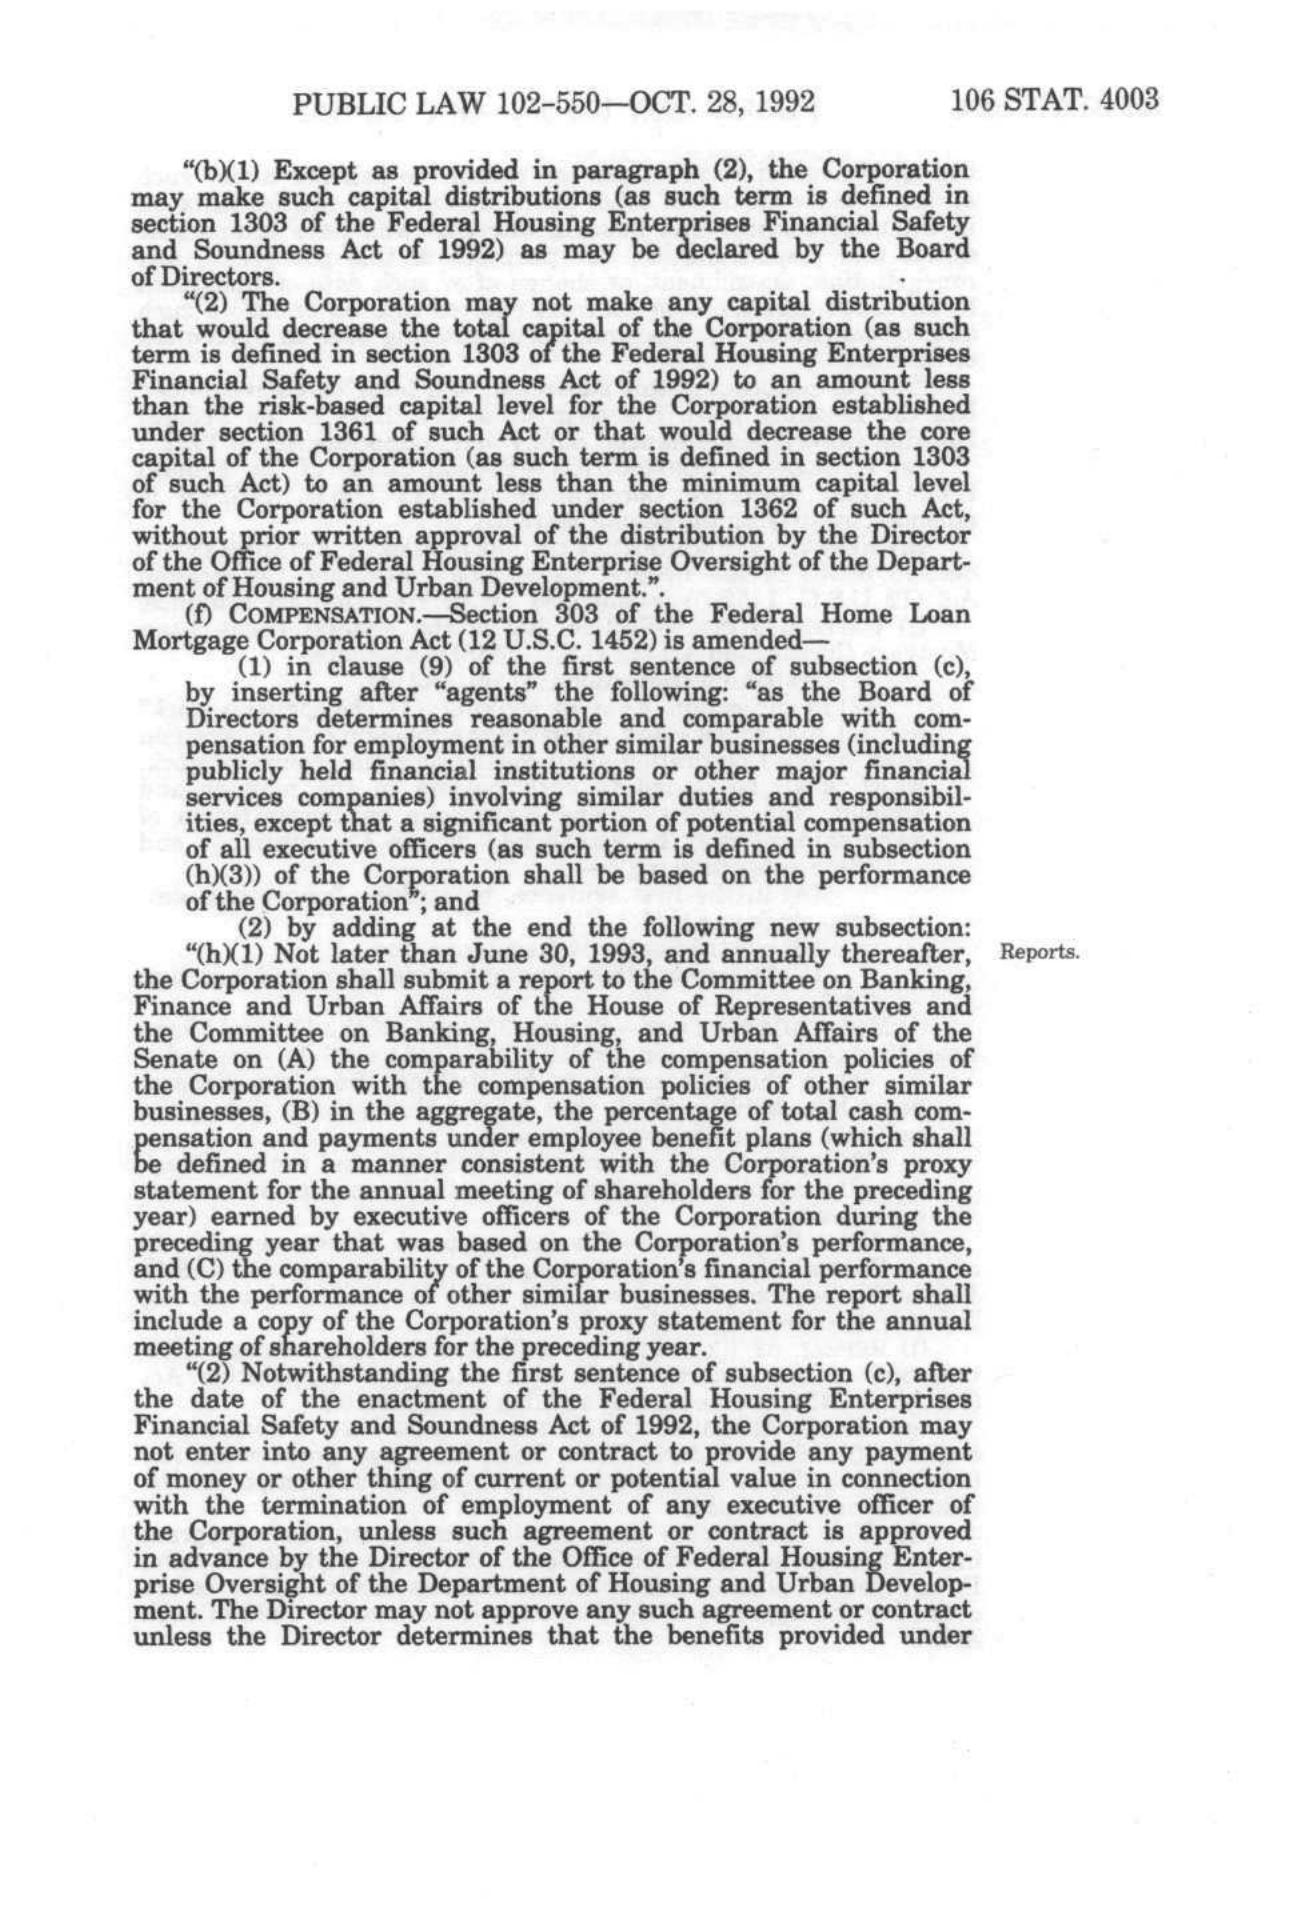 PUBLIC LAW 102-550—OCT. 28, 1992 106 STAT. 4003
“(b)(1) Except as provided in paragraph (2), the Corporation
may make such capital distributions (as such term is defined in
section 1303 of the Federal Housing Enterprises Financial Safety
and Soundness Act of 1992) as may be declared by the Board
of Directors.
“(2) The Corporation may not make any capital distribution
that would decrease the total capital of the Corporation (as such
term is defined in section 1303 of the Federal Housing Enterprises
Financial Safety and Soundness Act of 1992) to an amount less
than the risk-based capital level for the Corporation established
under section 1361 of such Act or that would decrease the core
capital of the Corporation (as such term is defined in section 1303
of such Act) to an amount less than the minimum capital level
for the Corporation established under section 1362 of such Act,
without prior written approval of the distribution by the Director
of the Office of Federal Housing Enterprise Oversight of the Depart-
ment of Housing and Urban Development.”.
(f) COMPENSATION.—Section 303 of the Federal Home Loan
Mortgage Corporation Act (12 U.S.C. 1452) is amended—
(1) in clause (9) of the first sentence of subsection (c),
by inserting after “agents” the following: “as the Board of
Directors determines reasonable and comparable with com-
pensation for employment in other similar businesses (including
publicly held financial institutions or other major financial
services companies) involving similar duties and responsibil-
ities, except that a significant portion of potential compensation
of all executive officers (as such term is defined in subsection
(h)(3)) of the Corporation shall be based on the performance
of the Corporation”; and
(2) by adding at the end the following new subsection:
“(h)(1) Not later than June 30, 1993, and annually thereafter, Reports.
the Corporation shall submit a report to the Committee on Banking,
Finance and Urban Affairs of the House of Representatives and
the Committee on Banking, Housing, and Urban Affairs of the
Senate on (A) the comparability of the compensation policies of
the Corporation with the compensation policies of other similar
businesses, (B) in the aggregate, the percentage of total cash com-
pensation and payments under employee benefit plans (which shall
be defined in a manner consistent with the Corporation's proxy
statement for the annual meeting of shareholders for the preceding
year) earned by executive officers of the Corporation during the
preceding year that was based on the Corporation's performance,
and (C) the comparability of the Corporation's financial performance
with the performance of other similar businesses. The report shall
include a copy of the Corporation's proxy statement for the annual
meeting of shareholders for the preceding year.
“(2) Notwithstanding the first sentence of subsection (c), after
the date of the enactment of the Federal Housing Enterprises
Financial Safety and Soundness Act of 1992, the Corporation may
not enter into any agreement or contract to provide any payment
of money or other thing of current or potential value in connection
with the termination of employment of any executive officer of
the Corporation, unless such agreement or contract is approved
in advance by the Director of the Office of Federal Housing Enter-
prise Oversight of the Department of Housing and Urban Develop-
ment. The Director may not approve any such agreement or contract
unless the Director determines that the benefits provided under